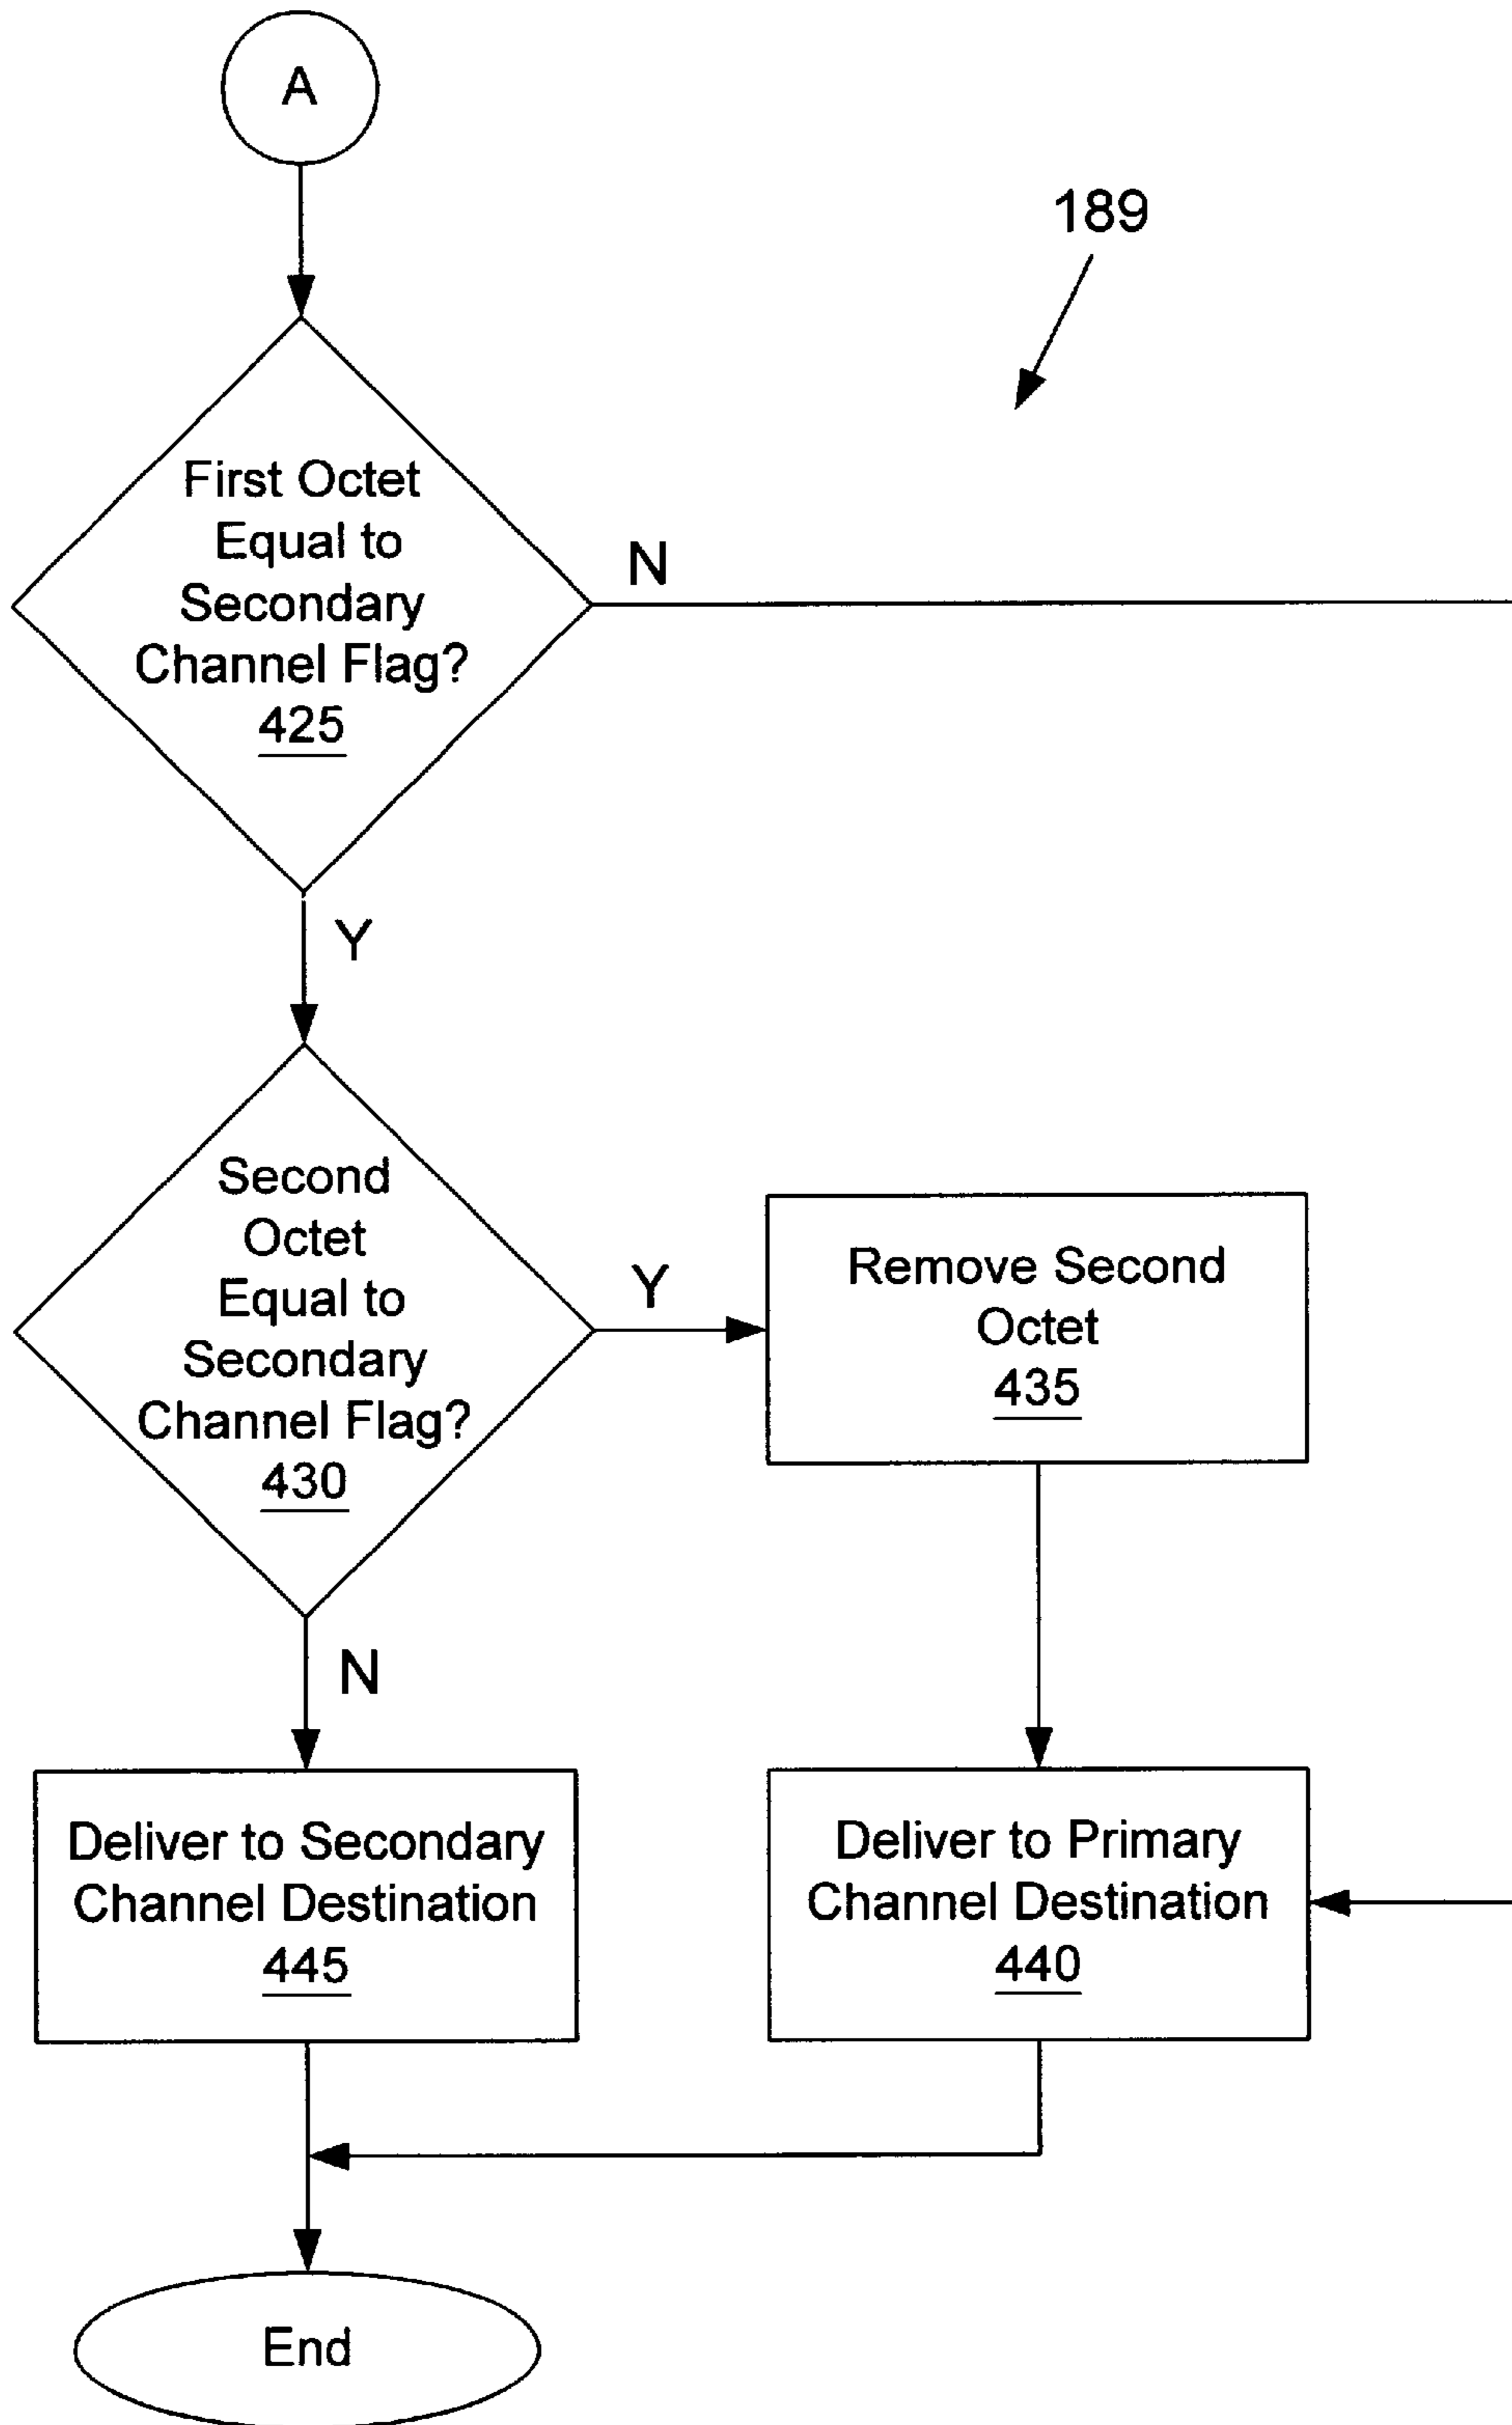 A
189
First Octet
Equal to
Secondary
Channel Flag?
425
N
Y
Second
Octet
Equal to
Secondary
Channel Flag?
430
Y
Remove Second
Octet
435
N
Deliver to Secondary
Channel Destination
445
Deliver to Primary
Channel Destination
440
End